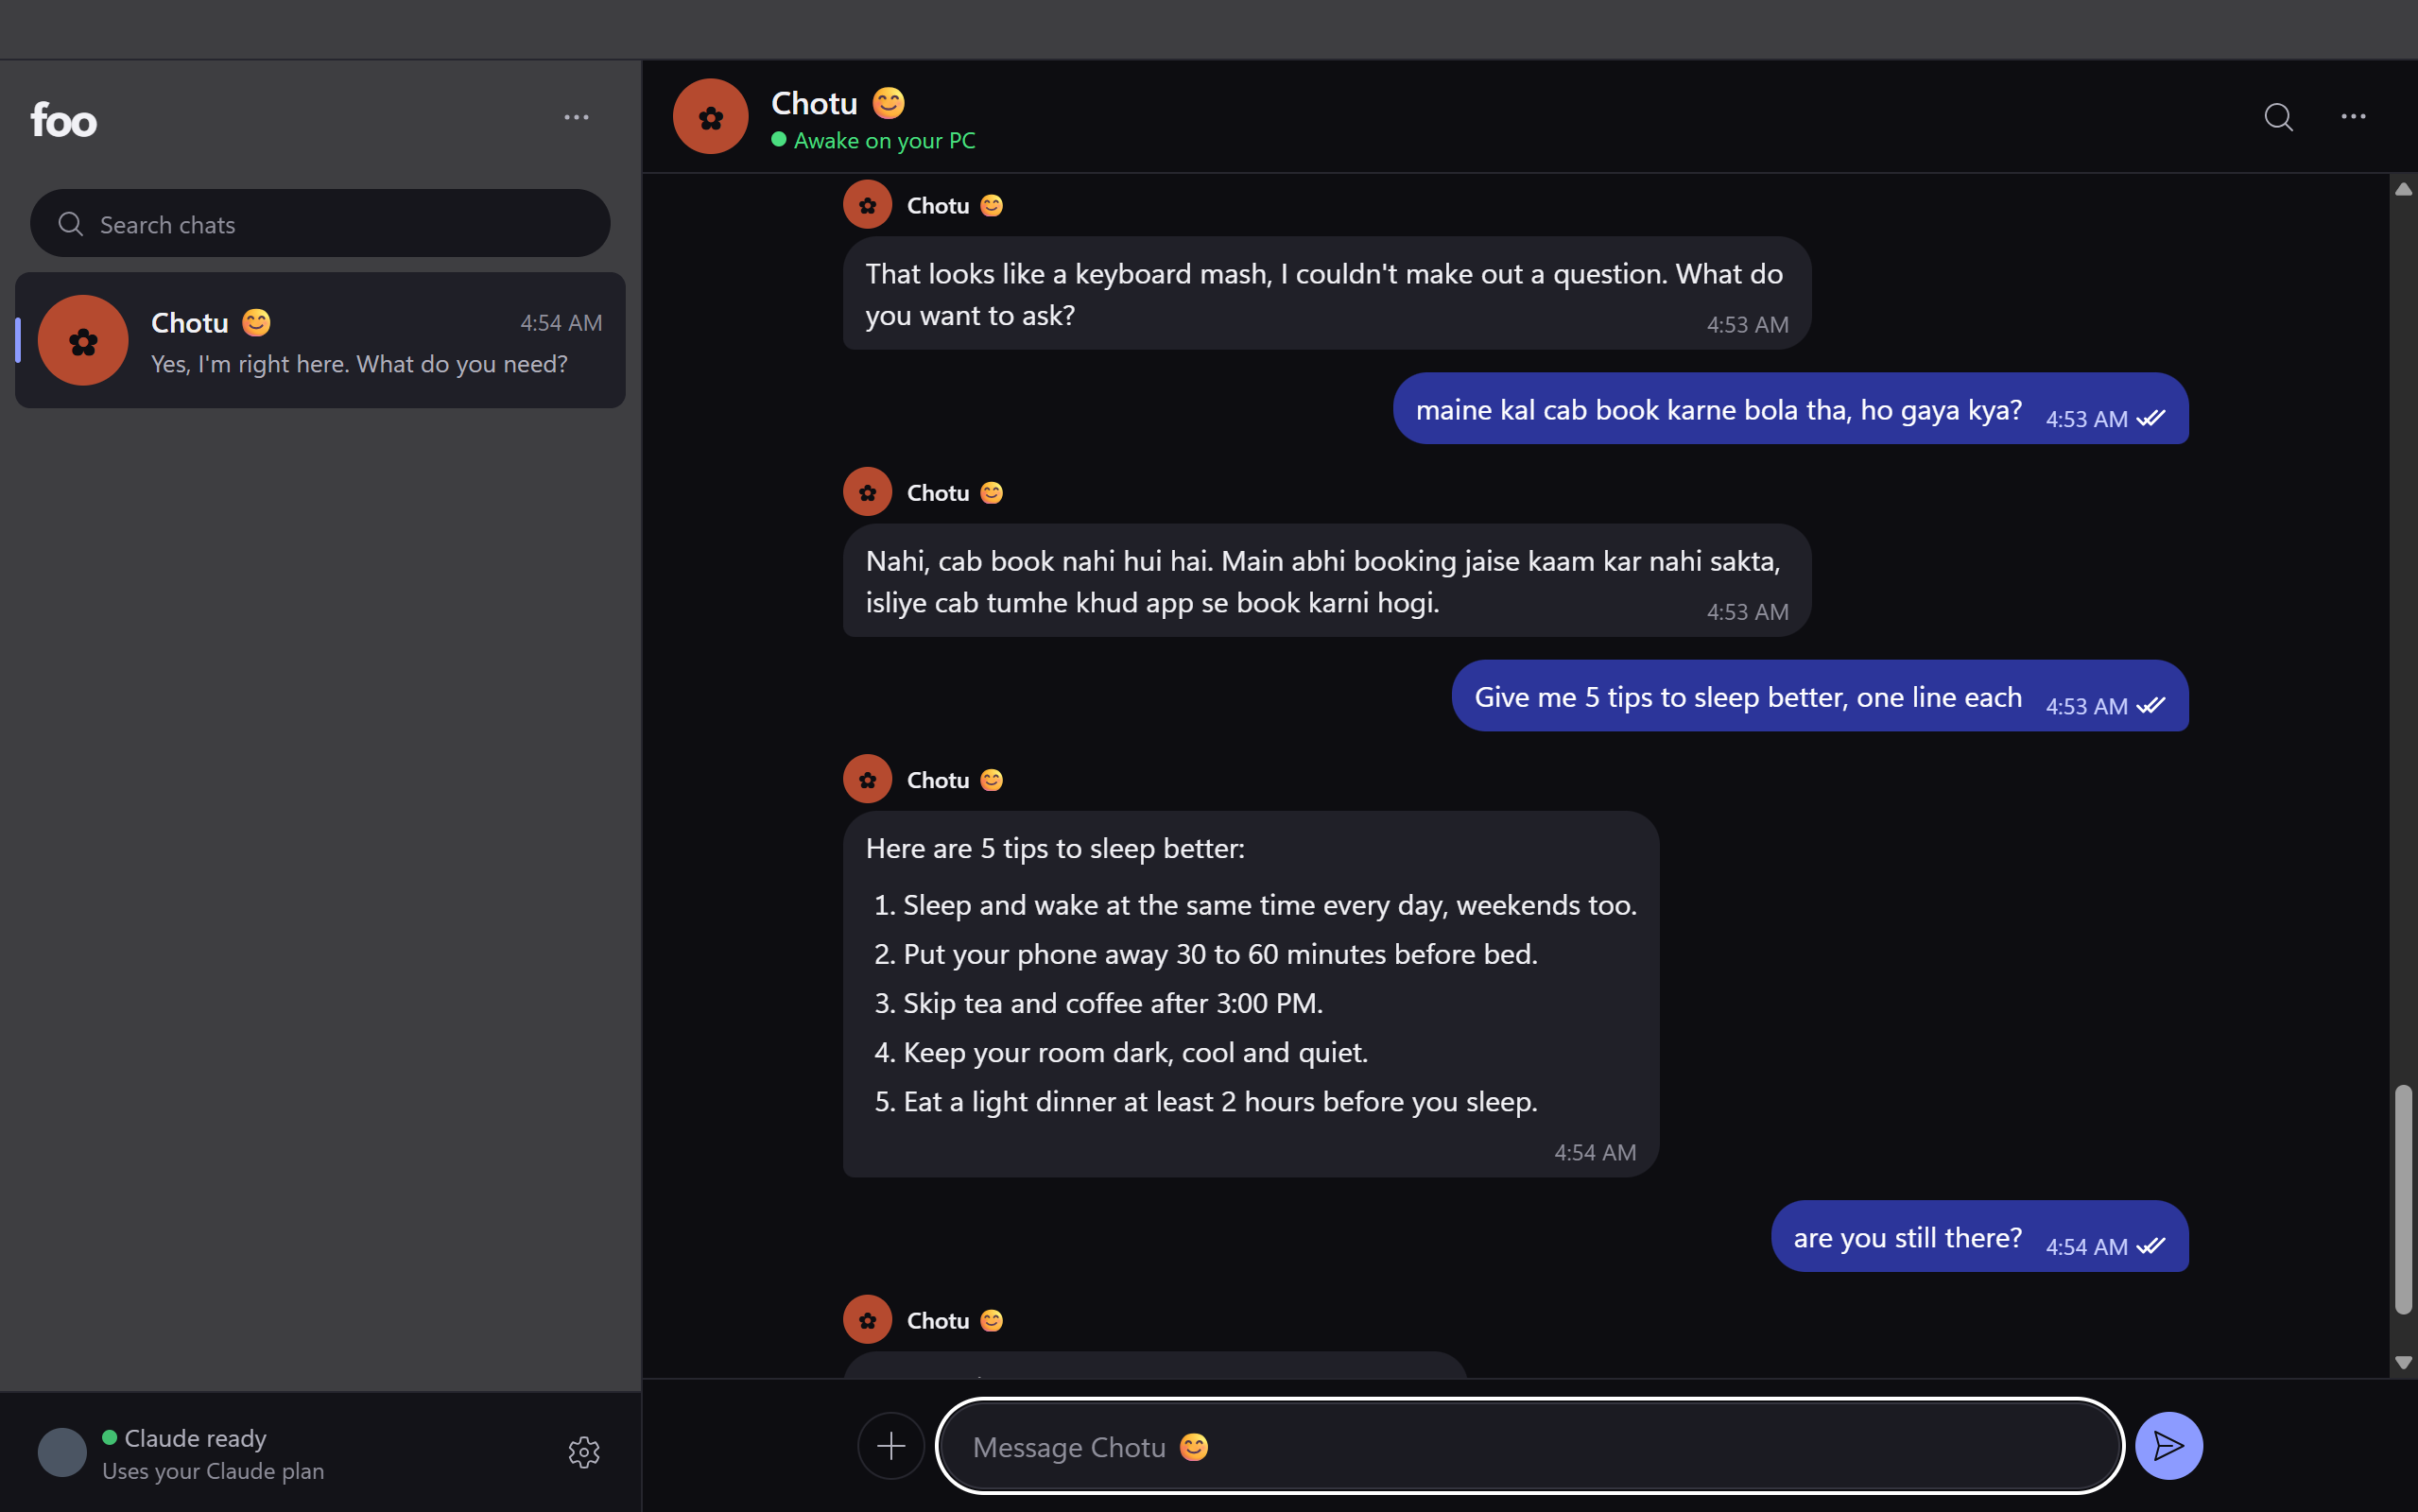 foo
Search chats
Chotu 😊
4:54 AM
Yes, I'm right here. What do you need?
Claude ready
Uses your Claude plan
Chotu 😊
Awake on your PC
Chotu 😊
That looks like a keyboard mash, I couldn't make out a question. What do
you want to ask?
4:53 AM
maine kal cab book karne bola tha, ho gaya kya?
4:53 AM
Chotu 😊
Nahi, cab book nahi hui hai. Main abhi booking jaise kaam kar nahi sakta,
isliye cab tumhe khud app se book karni hogi.
4:53 AM
Give me 5 tips to sleep better, one line each
4:53 AM
Chotu 😊
Here are 5 tips to sleep better:
1. Sleep and wake at the same time every day, weekends too.
2. Put your phone away 30 to 60 minutes before bed.
3. Skip tea and coffee after 3:00 PM.
4. Keep your room dark, cool and quiet.
5. Eat a light dinner at least 2 hours before you sleep.
4:54 AM
are you still there?
4:54 AM
Chotu 😊
Message Chotu 😊